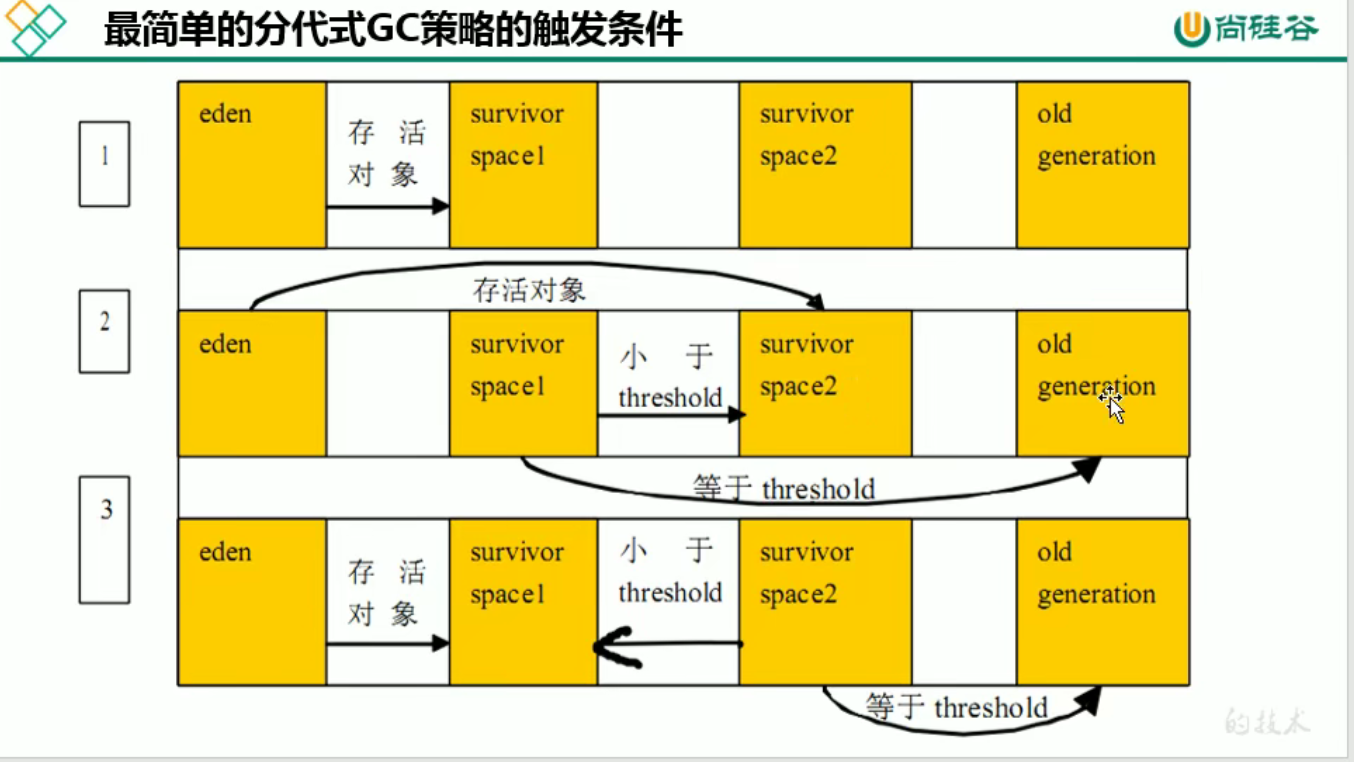 最简单的分代式GC策略的触发条件
尚硅谷
1
eden
存 活
对 象
survivor
space1
survivor
space2
old
generation
存活对象
2
eden
survivor
space1
小 于
threshold
survivor
space2
old
generation
等于 threshold
3
eden
存 活
对 象
survivor
space1
小 于
threshold
survivor
space2
old
generation
等于 threshold
的技术